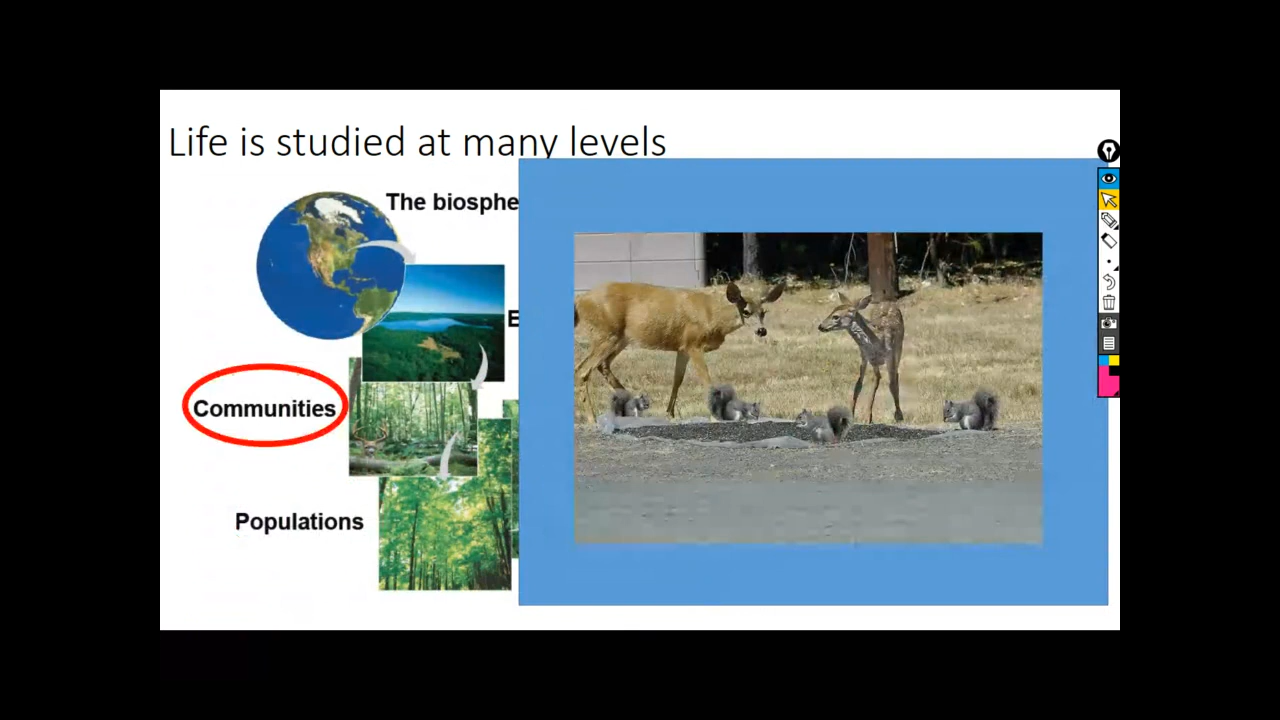 Life is studied at many levels
The biosphe
E
Communities
Populations